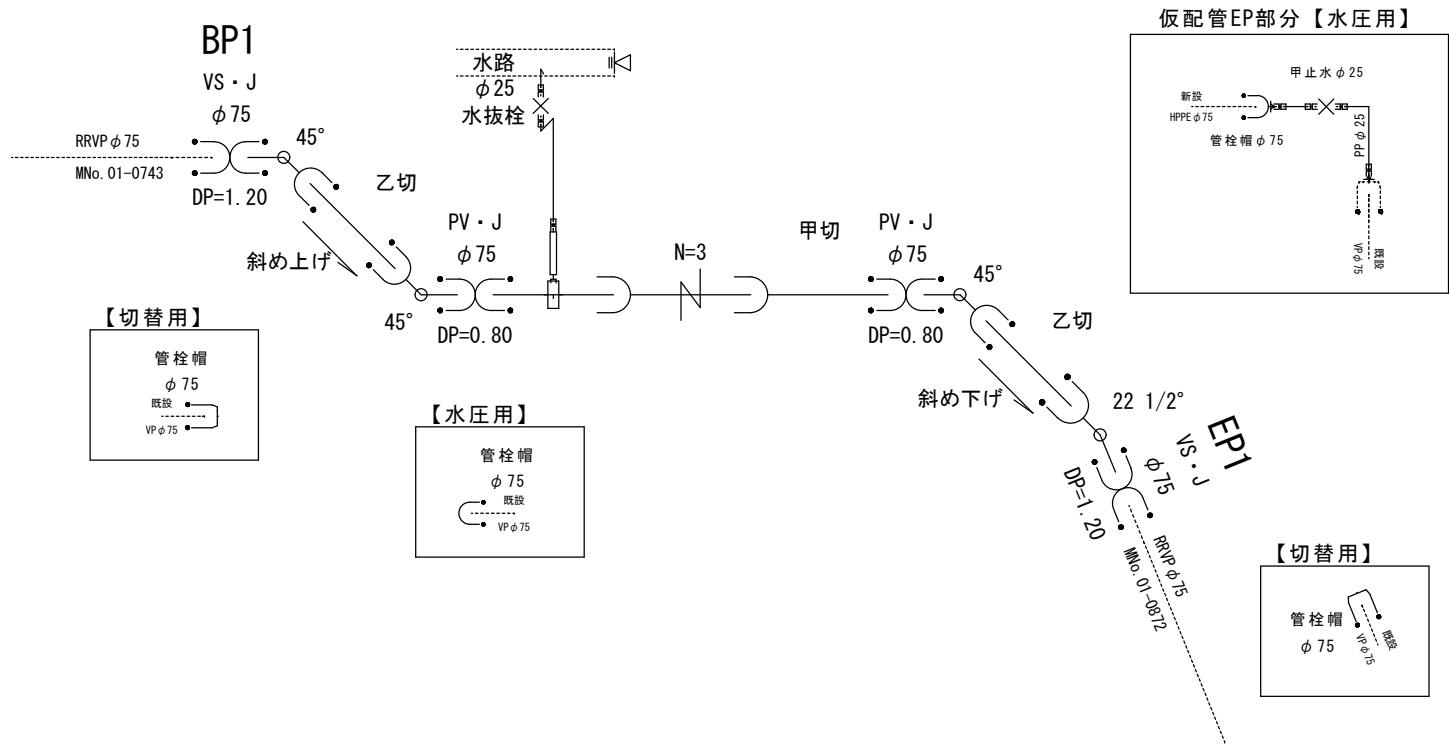 BP1
VS・J
φ75
RRVPφ75
MNo.01-0743
DP=1.20
45°
乙切
斜め上げ
45°
水路
φ25
水抜栓
PV・J
φ75
DP=0.80
N=3
甲切
PV・J
φ75
DP=0.80
45°
乙切
斜め下げ
22 1/2°
EP1
VS・J
φ75
DP=1.20
RRVPφ75
MNo.01-0872
【切替用】
管栓帽
φ75
既設
VPφ75
【水圧用】
管栓帽
φ75
既設
VPφ75
仮配管EP部分【水圧用】
甲止水φ25
新設
HPPEφ75
管栓帽φ75
PPφ25
既設
VPφ75
【切替用】
管栓帽
φ75
既設
VPφ75